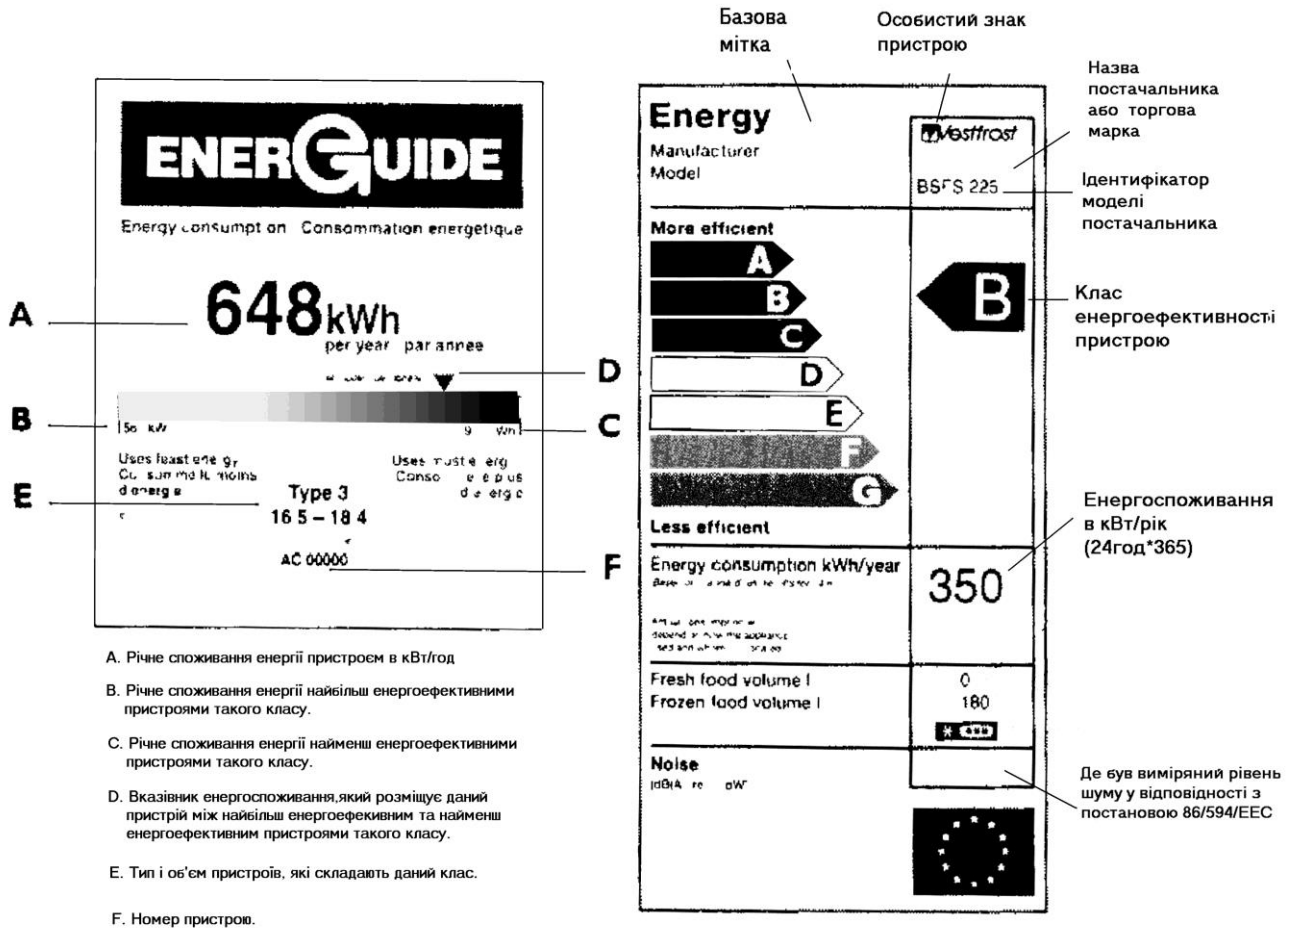 ENERGUIDE
Energy Consommation energetique
A
648kWh
per year par annee
D
B
C
kW
9
Uses least
Uses
Conso
Type 3
E
16 5 – 18 4
AC 00000
F
A. Річне споживання енергії пристроєм в кВт/год
B. Річне споживання енергії найбільш енергоефективними
пристроями такого класу.
C. Річне споживання енергії найменш енергоефективними
пристроями такого класу.
D. Вказівник енергоспоживання,який розміщує даний
пристрій між найбільш енергоефекивним та найменш
енергоефективним пристроями такого класу.
E. Тип і об'єм пристроїв, які складають даний клас.
F. Номер пристрою.
Базова
мітка
Особистий знак
пристрою
Назва
постачальника
або торгова
марка
Energy
Manufacturer
Model
Vestfrost
BSFS 225
Ідентифікатор
моделі
постачальника
More efficient
A
B
C
D
E
F
G
Less efficient
B
Клас
енергоефективності
пристрою
Energy consumption kWh/year
350
Енергоспоживання
в кВт/рік
(24год*365)
Fresh food volume l
0
Frozen food volume l
180
Noise
Де був виміряний рівень
шуму у відповідності з
постановою 86/594/EEC